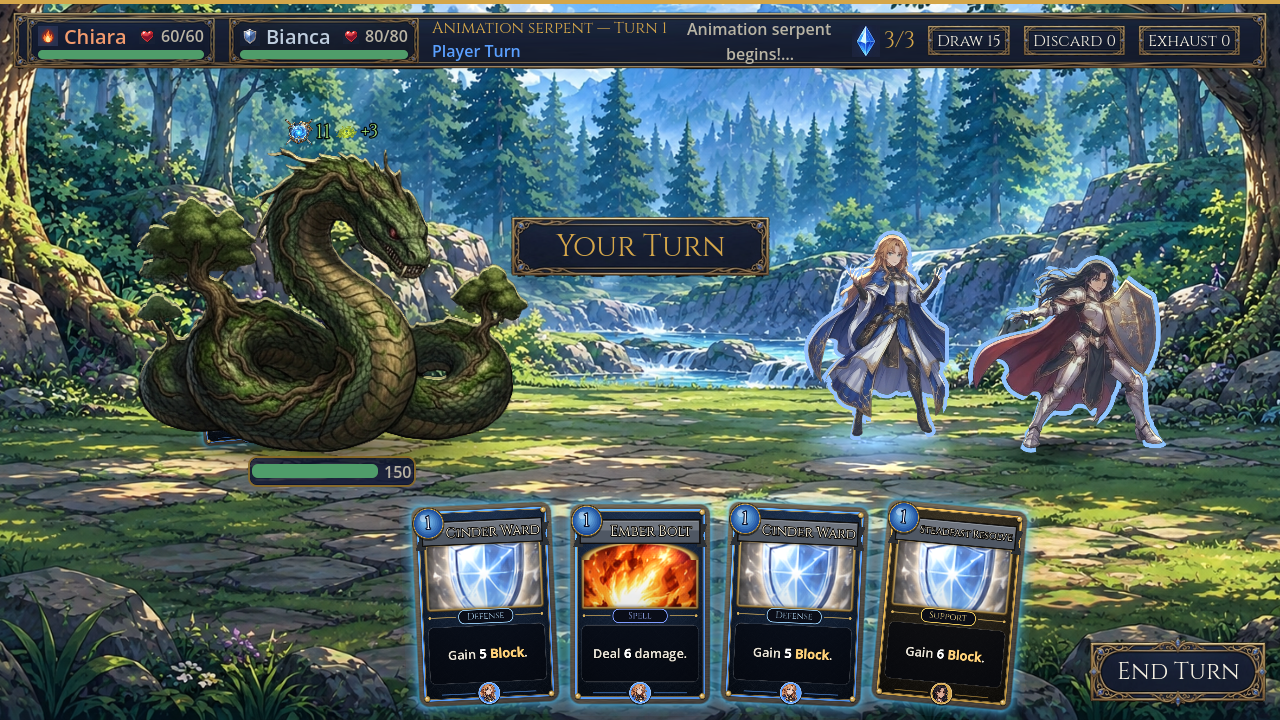 Chiara 60/60
Bianca 80/80
Animation serpent — Turn 1
Player Turn
Animation serpent
begins!...
3/3
Draw 15
Discard 0
Exhaust 0
11 +3
Your Turn
150
1 Cinder Ward
Defense
Gain 5 Block.
1 Ember Bolt
Spell
Deal 6 damage.
1 Cinder Ward
Defense
Gain 5 Block.
1 Steadfast Resolve
Support
Gain 6 Block.
End Turn